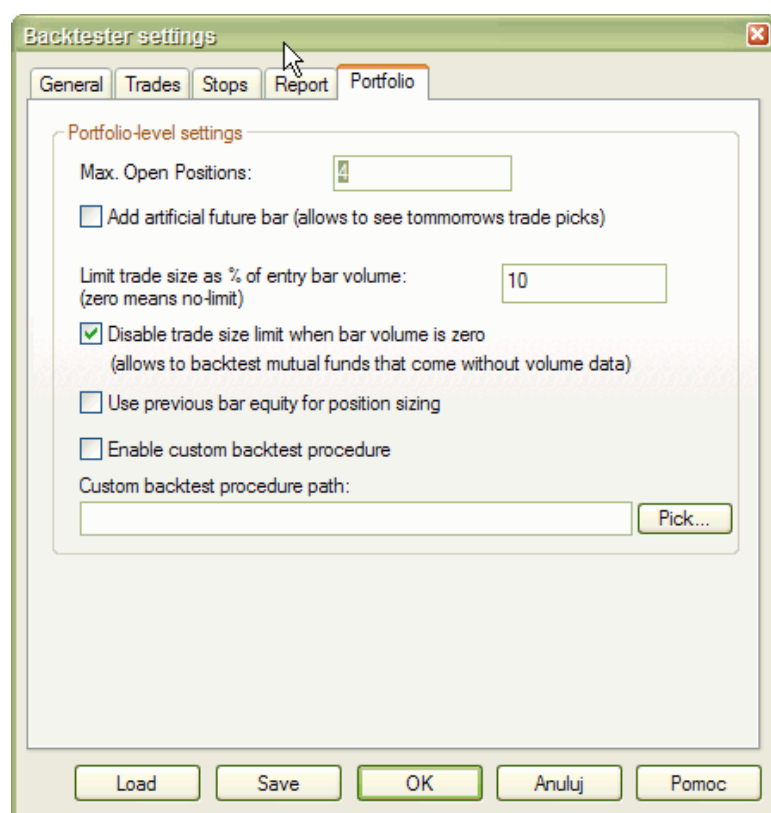 Backtester settings
General Trades Stops Report Portfolio
Portfolio-level settings
Max. Open Positions: 4
Add artificial future bar (allows to see tommorrows trade picks)
Limit trade size as % of entry bar volume: 10
(zero means no-limit)
Disable trade size limit when bar volume is zero
(allows to backtest mutual funds that come without volume data)
Use previous bar equity for position sizing
Enable custom backtest procedure
Custom backtest procedure path:
Pick...
Load Save OK Anuluj Pomoc